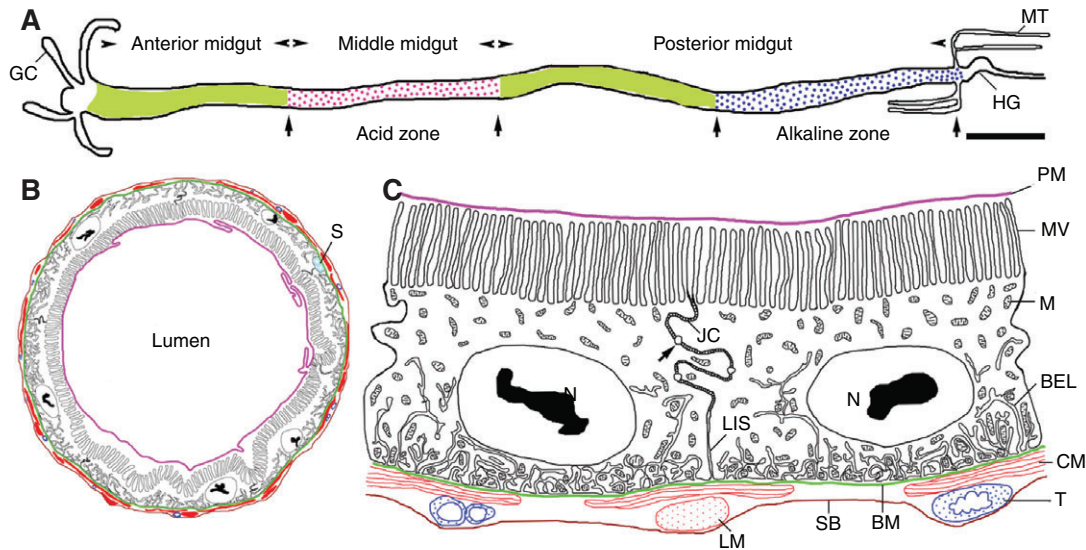 A
Anterior midgut
Middle midgut
Posterior midgut
MT
GC
HG
Acid zone
Alkaline zone
B
S
Lumen
C
PM
MV
M
JC
N
N
BEL
LIS
CM
T
LM
SB
BM